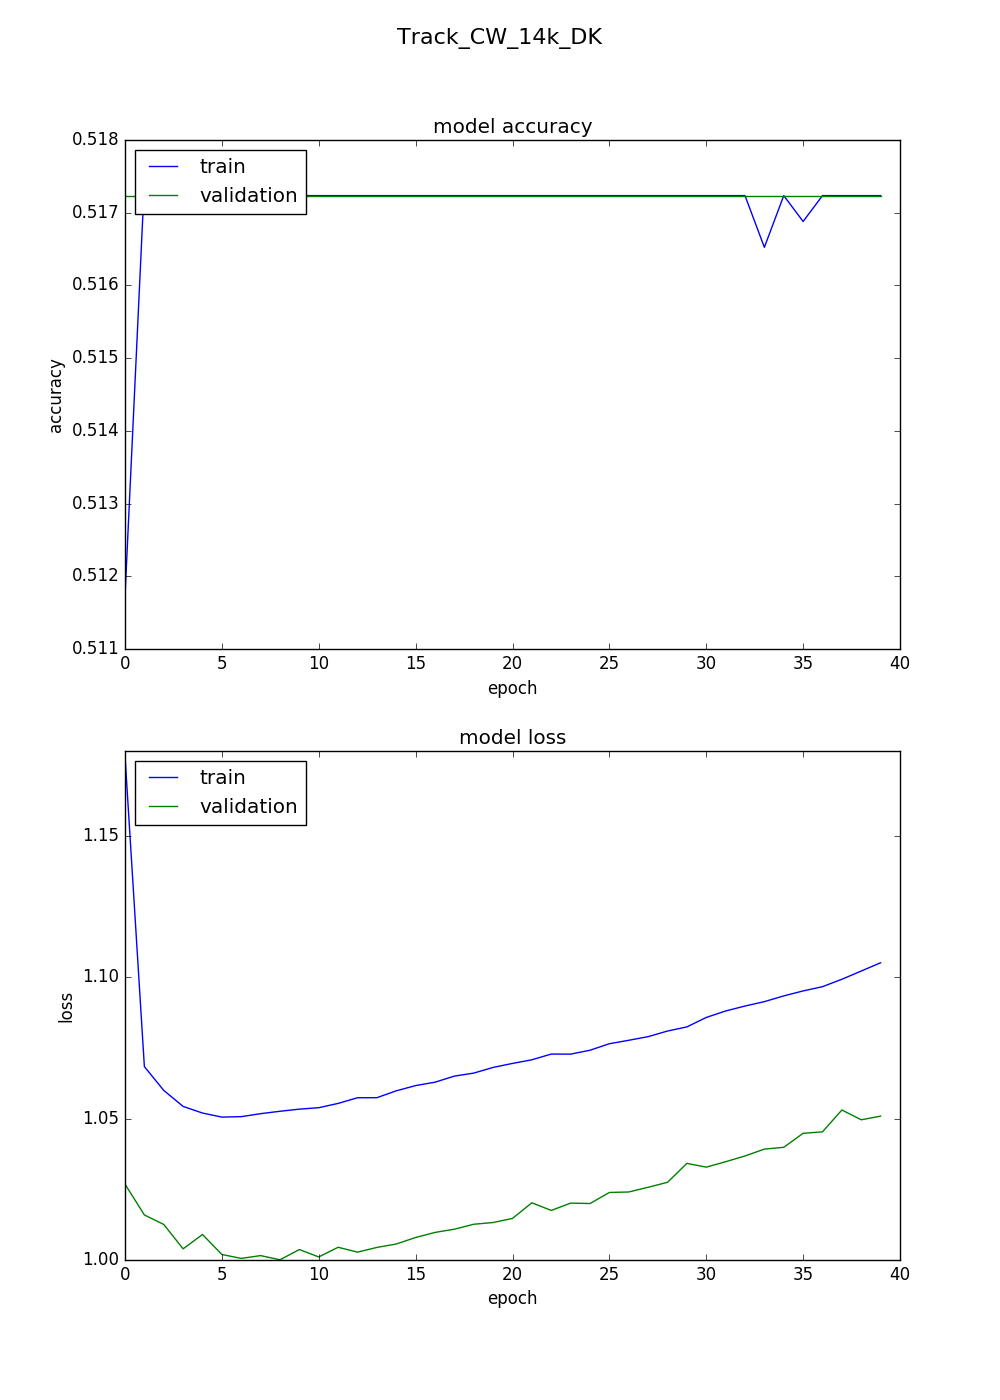 Track_CW_14k_DK
model accuracy
train
validation
0.518
0.517
0.516
0.515
0.514
0.513
0.512
0.511
accuracy
0 5 10 15 20 25 30 35 40
epoch
model loss
train
validation
1.15
1.10
1.05
1.00
loss
0 5 10 15 20 25 30 35 40
epoch